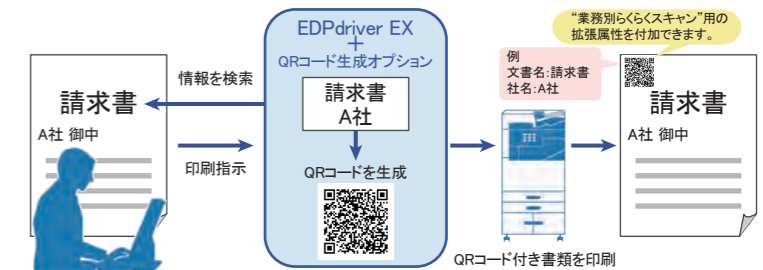 請求書
A社 御中
情報を検索
印刷指示
EDPdriver EX
+
QRコード生成オプション
請求書
A社
QRコードを生成
例
文書名:請求書
社名:A社
QRコード付き書類を印刷
“業務別らくらくスキャン”用の
拡張属性を付加できます。
請求書
A社 御中